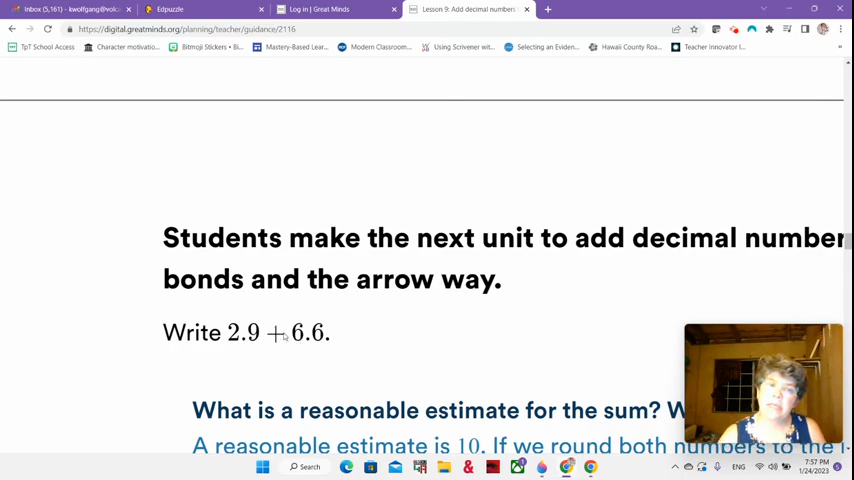 Inbox (5,161) - kwolfgang@volc
Edpuzzle
Log in | Great Minds
Lesson 9: Add decimal numbers
https://digital.greatminds.org/planning/teacher/guidance/2116
TpT School Access
Character motivatio...
Bitmoji Stickers • Bi...
Mastery-Based Lear...
Modern Classroom...
Using Scrivener wit...
Selecting an Eviden...
Hawaii County Roa...
Teacher Innovator I...
Students make the next unit to add decimal number
bonds and the arrow way.
Write 2.9 + 6.6.
What is a reasonable estimate for the sum? W
A reasonable estimate is 10. If we round both numbers to the
Search
ENG
7:57 PM
1/24/2023